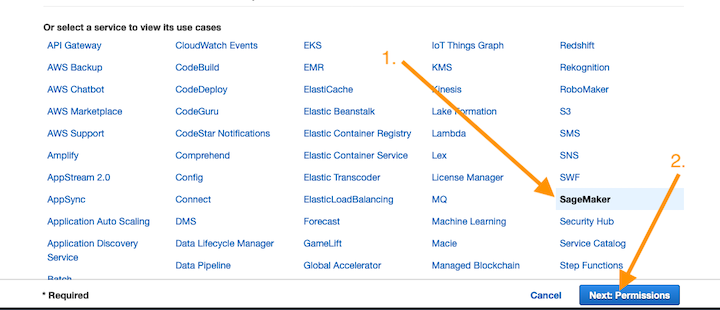 Or select a service to view its use cases
1.
API Gateway CloudWatch Events EKS IoT Things Graph Redshift
AWS Backup CodeBuild EMR KMS Rekognition
AWS Chatbot CodeDeploy ElastiCache Kinesis RoboMaker
AWS Marketplace CodeGuru Elastic Beanstalk Lake Formation S3
AWS Support CodeStar Notifications Elastic Container Registry Lambda SMS
Amplify Comprehend Elastic Container Service Lex SNS
2.
AppStream 2.0 Config Elastic Transcoder License Manager SWF
AppSync Connect ElasticLoadBalancing MQ SageMaker
Application Auto Scaling DMS Forecast Machine Learning Security Hub
Application Discovery Data Lifecycle Manager GameLift Macie Service Catalog
Service
Data Pipeline Global Accelerator Managed Blockchain Step Functions
Batch
* Required Cancel Next: Permissions